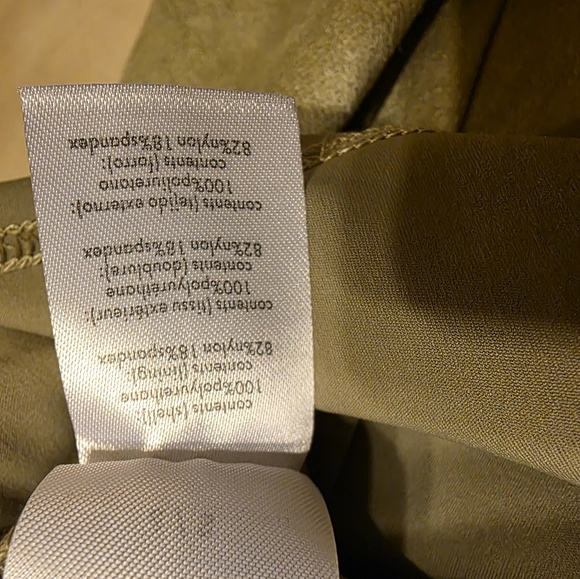 contents (shell):
100%polyurethane
contents (lining):
82%nylon 18%spandex
contents (tissu extérieur):
100%polyurethane
contents (doublure):
82%nylon 18%spandex
contents (tejido externo):
100%poliuretano
contents (forro):
82%nylon 18%spandex